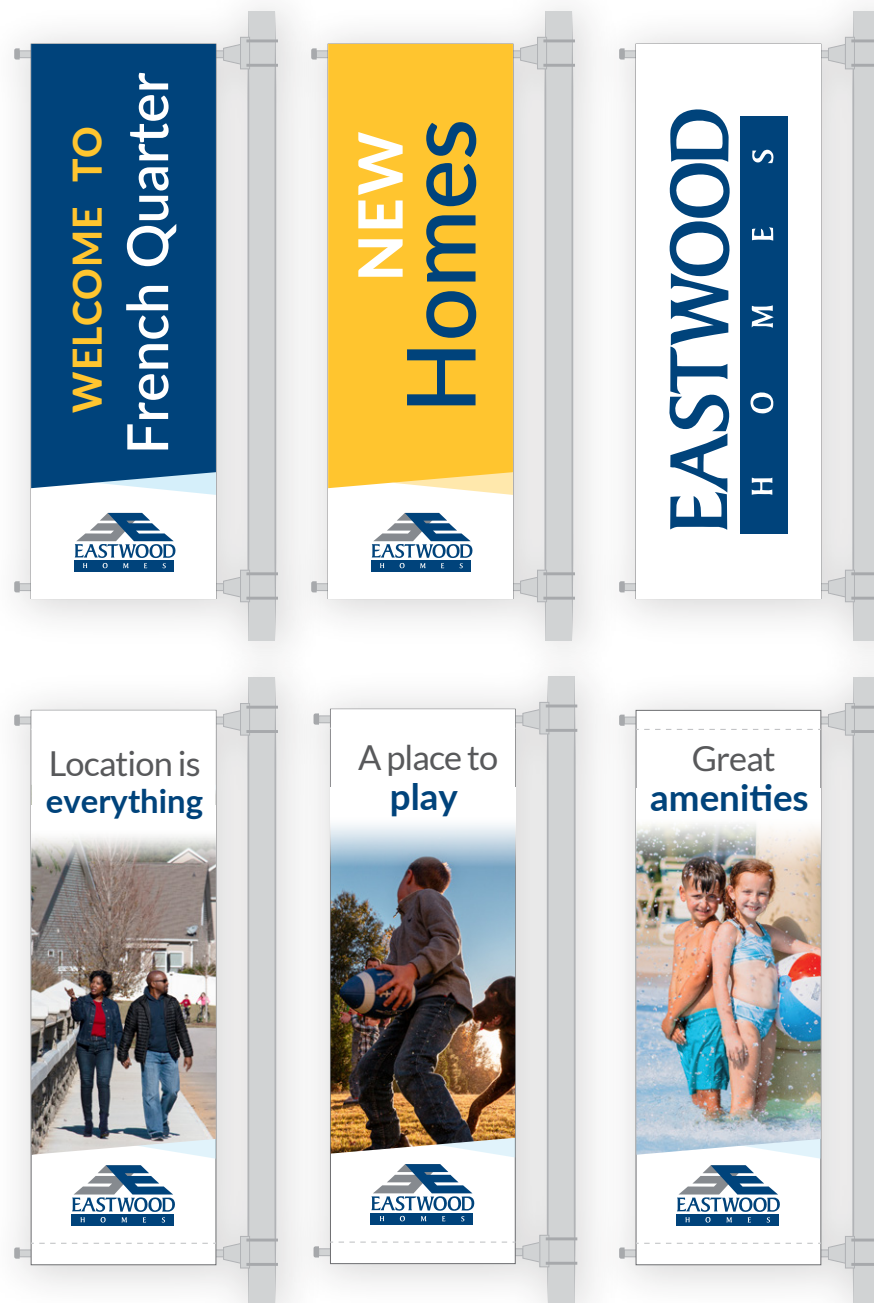 WELCOME TO
French Quarter
EASTWOOD
HOMES
NEW
Homes
EASTWOOD
HOMES
EASTWOOD
HOMES
Location is
everything
EASTWOOD
HOMES
A place to
play
EASTWOOD
HOMES
Great
amenities
EASTWOOD
HOMES